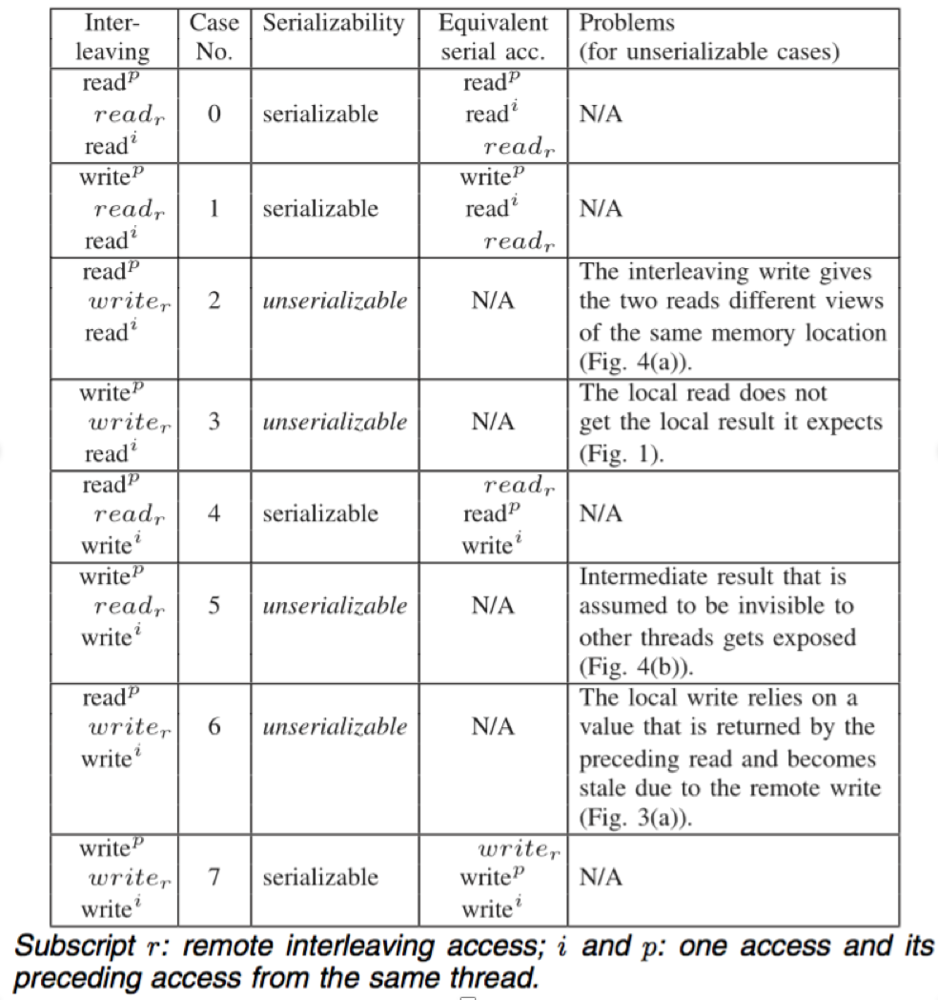 Inter- Case Serializability Equivalent Problems
leaving No. serial acc. (for unserializable cases)
read^p read^p
read_r 0 serializable read^i N/A
read^i read_r
write^p write^p
read_r 1 serializable read^i N/A
read^i read_r
read^p The interleaving write gives
write_r 2 unserializable N/A the two reads different views
read^i of the same memory location
(Fig. 4(a)).
write^p The local read does not
write_r 3 unserializable N/A get the local result it expects
read^i (Fig. 1).
read^p read_r
read_r 4 serializable read^p N/A
write^i write^i
write^p Intermediate result that is
read_r 5 unserializable N/A assumed to be invisible to
write^i other threads gets exposed
(Fig. 4(b)).
read^p The local write relies on a
write_r 6 unserializable N/A value that is returned by the
write^i preceding read and becomes
stale due to the remote write
(Fig. 3(a)).
write^p write_r
write_r 7 serializable write^p N/A
write^i write^i
Subscript r: remote interleaving access; i and p: one access and its
preceding access from the same thread.